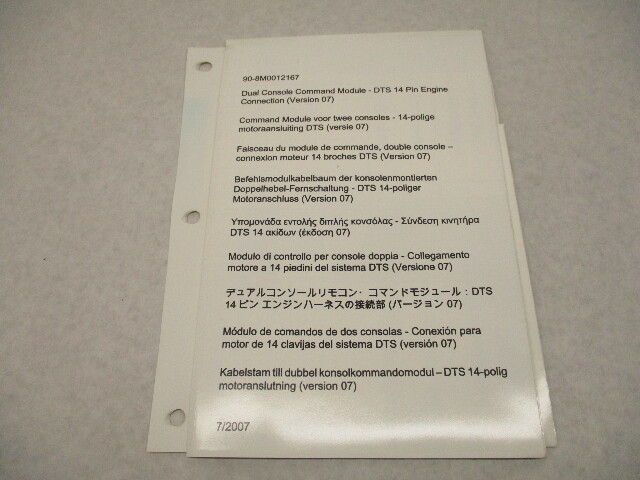 90-8M0012167
Dual Console Command Module - DTS 14 Pin Engine
Connection (Version 07)
Command Module voor twee consoles - 14-polige
motoraansluiting DTS (versie 07)
Faisceau du module de commande, double console –
connexion moteur 14 broches DTS (Version 07)
Befehlsmodulkabelbaum der konsolenmontierten
Doppelhebel-Fernschaltung - DTS 14-poliger
Motoranschluss (Version 07)
Υπομονάδα εντολής διπλής κονσόλας - Σύνδεση κινητήρα
DTS 14 ακίδων (έκδοση 07)
Modulo di controllo per console doppia - Collegamento
motore a 14 piedini del sistema DTS (Versione 07)
デュアルコンソールリモコン・コマンドモジュール：DTS
14 ピン エンジンハーネスの接続部 (バージョン 07)
Módulo de comandos de dos consolas - Conexión para
motor de 14 clavijas del sistema DTS (versión 07)
Kabelstam till dubbel konsolkommandomodul – DTS 14-polig
motoranslutning (version 07)
7/2007